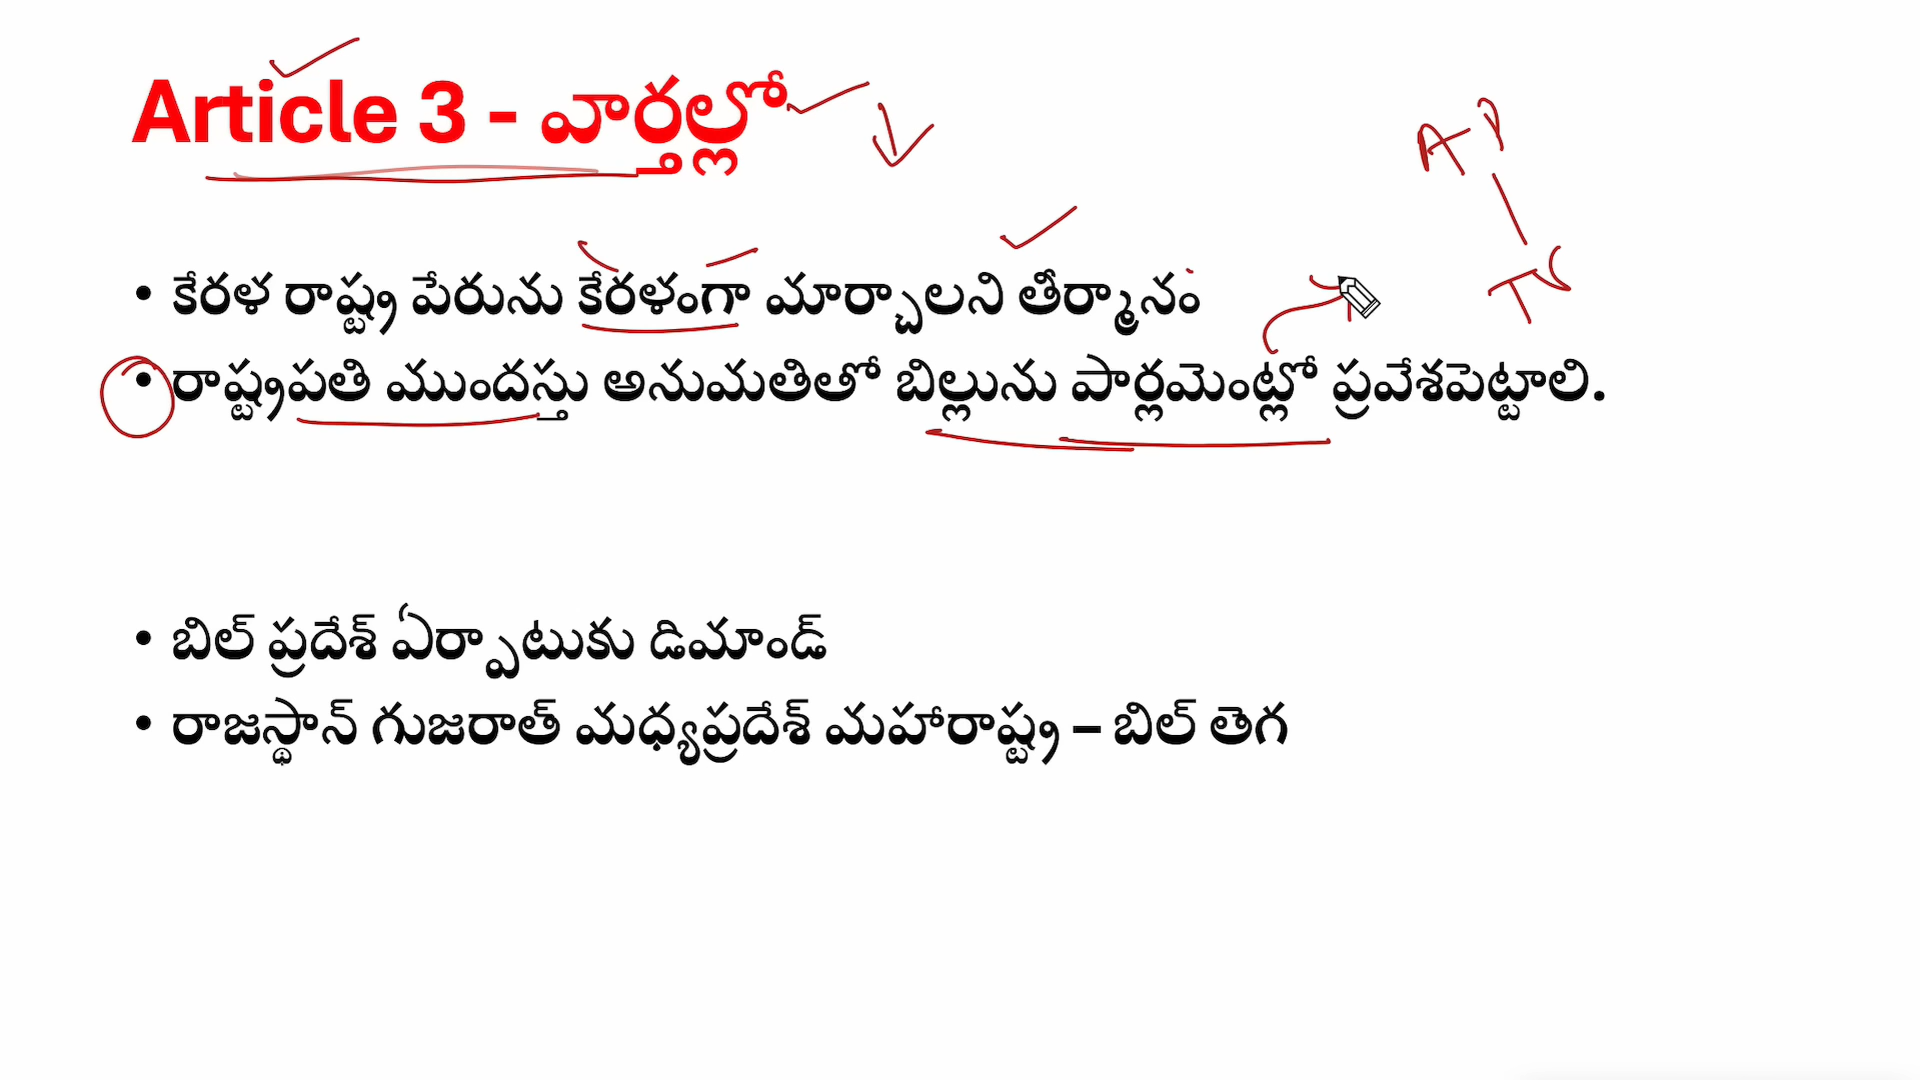 Article 3 - వార్తల్లో
A P
• కేరళ రాష్ట్ర పేరును కేరళంగా మార్చాలని తీర్మానం
• రాష్ట్రపతి ముందస్తు అనుమతితో బిల్లును పార్లమెంట్లో ప్రవేశపెట్టాలి.
• బిల్ ప్రదేశ్ ఏర్పాటుకు డిమాండ్
• రాజస్థాన్ గుజరాత్ మధ్యప్రదేశ్ మహారాష్ట్ర – బిల్ తెగ